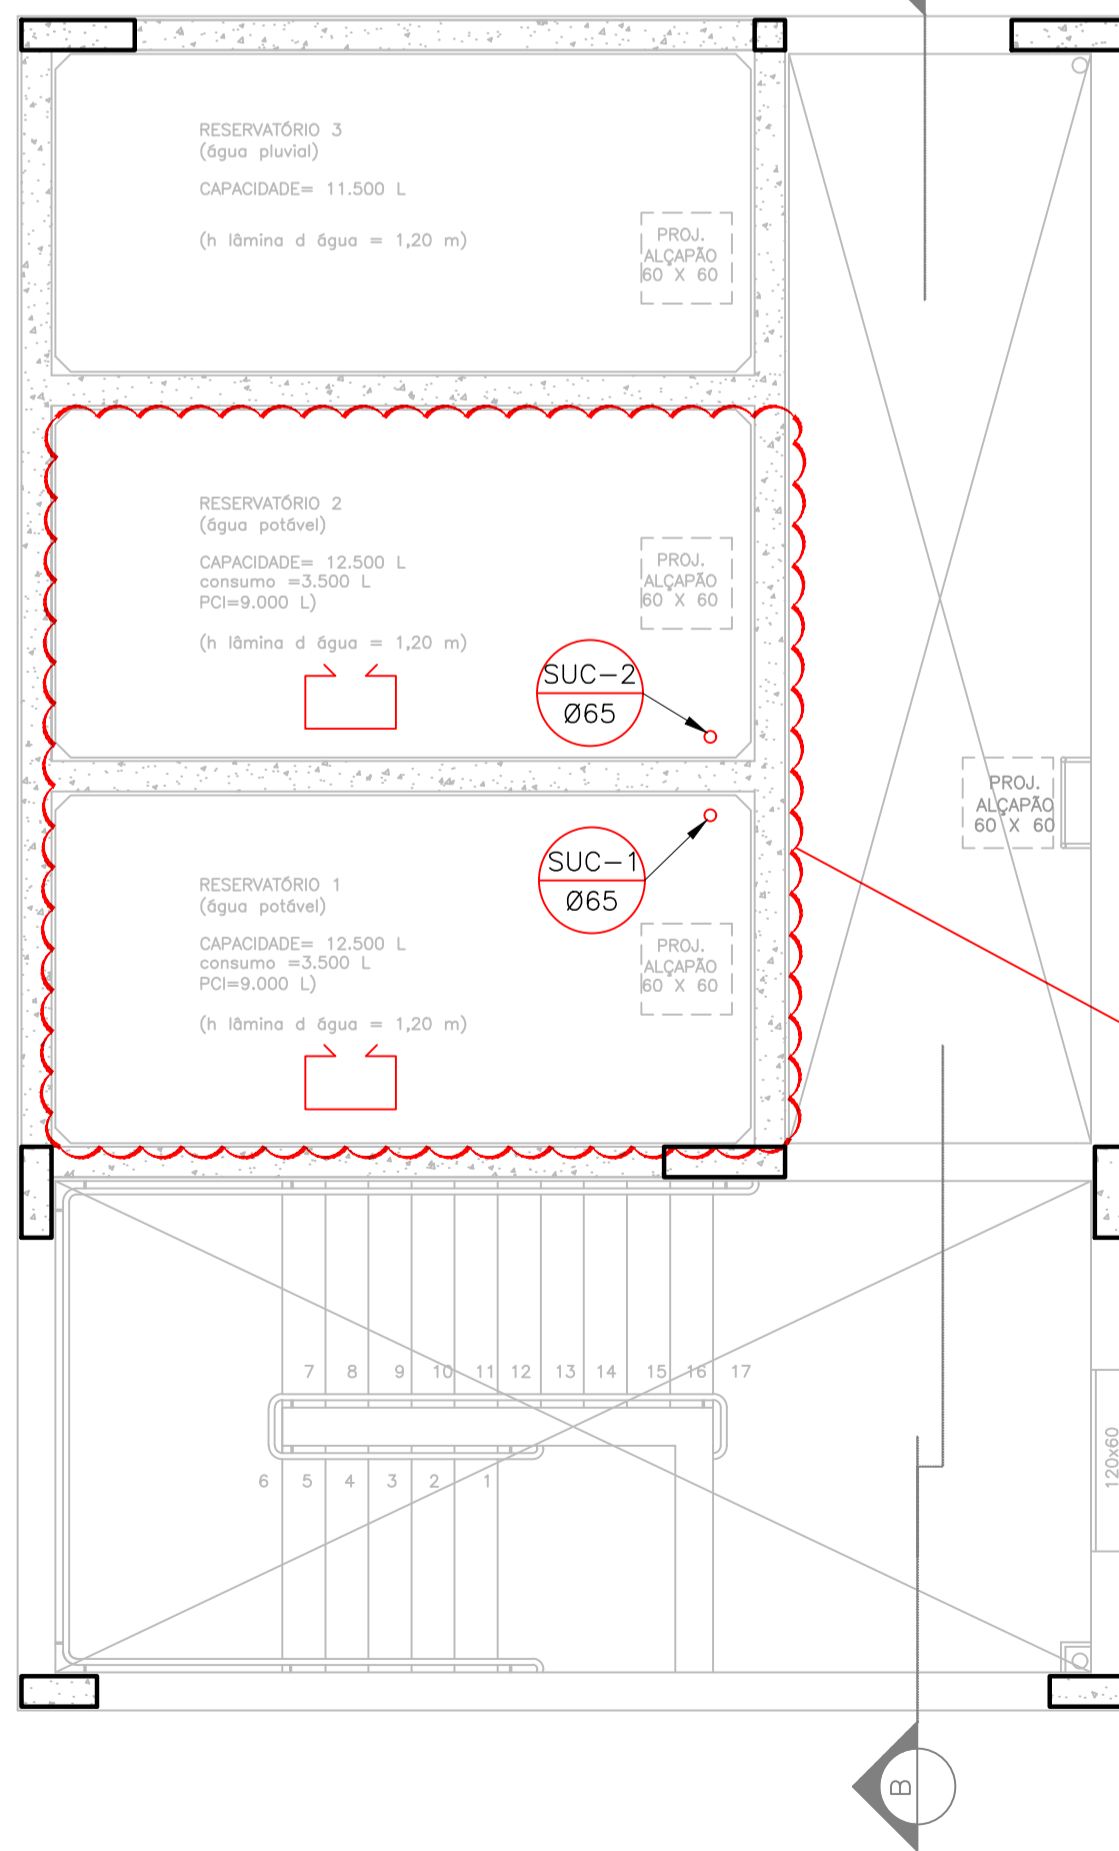 RESERVATÓRIO 3
(água pluvial)
CAPACIDADE= 11.500 L
(h lâmina d água = 1,20 m)
PROJ.
ALÇAPÃO
60 X 60
RESERVATÓRIO 2
(água potável)
CAPACIDADE= 12.500 L
consumo =3.500 L
PCI=9.000 L)
(h lâmina d água = 1,20 m)
PROJ.
ALÇAPÃO
60 X 60
SUC-2
Ø65
PROJ.
ALÇAPÃO
60 X 60
SUC-1
Ø65
RESERVATÓRIO 1
(água potável)
CAPACIDADE= 12.500 L
consumo =3.500 L
PCI=9.000 L)
(h lâmina d água = 1,20 m)
PROJ.
ALÇAPÃO
60 X 60
7 8 9 10 11 12 13 14 15 16 17
6 5 4 3 2 1
120x60
B